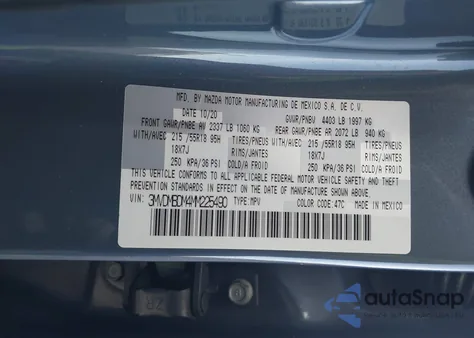 MFD. BY MAZDA MOTOR MANUFACTURING DE MEXICO S.A. DE C.V.
10/20 GVWR/PNBV 4403 LB 1997 KG
FRONT GAWR/PNBE AV 2337 LB 1060 KG REAR GAWR/PNBE AR 2072 LB 940 KG
WITH/AVEC 215 /55R18 95H TIRES/PNEUS WITH/AVEC 215 /55R18 95H TIRES/PNEUS
18X7J RIMS/JANTES 18X7J RIMS/JANTES
250 KPA/36 PSI COLD/A FROID 250 KPA/36 PSI COLD/A FROID
THIS VEHICLE CONFORMS TO ALL APPLICABLE FEDERAL MOTOR VEHICLE SAFETY AND THEFT
PREVENTION STANDARDS IN EFFECT ON THE DATE OF MANUFACTURE SHOWN ABOVE.
VIN: 3MVDMBDM4MM226490 TYPE: MPV COLOR CODE: 47C MADE IN MEXICO
autoSnap